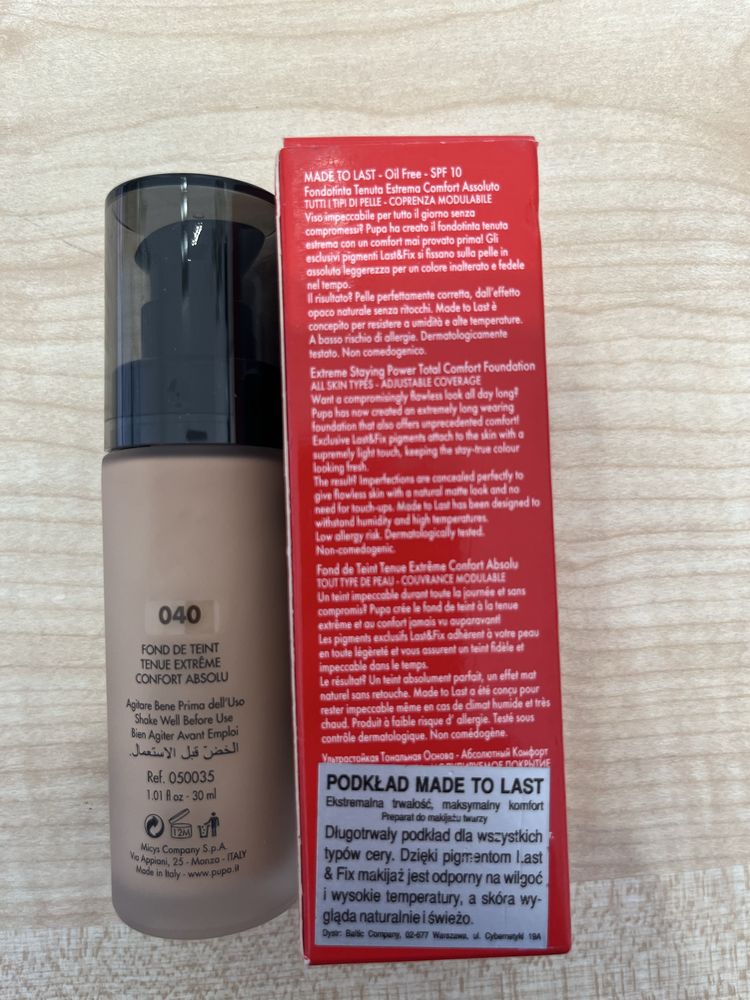 040
FOND DE TEINT
TENUE EXTRÊME
CONFORT ABSOLU
Agitare Bene Prima dell'Uso
Shake Well Before Use
Bien Agiter Avant Emploi
الخضّ قبل الاستعمال.
Ref. 050035
1.01 fl oz - 30 ml
12M
Micys Company S.p.A.
Via Appiani, 25 - Monza - ITALY
Made in Italy - www.pupa.it
MADE TO LAST - Oil Free - SPF 10
Fondotinta Tenuta Estrema Comfort Assoluto
TUTTI I TIPI DI PELLE - COPRENZA MODULABILE
Viso impeccabile per tutto il giorno senza
compromessi? Pupa ha creato il fondotinta tenuta
estrema con un comfort mai provato prima! Gli
esclusivi pigmenti Last&Fix si fissano sulla pelle in
assoluta leggerezza per un colore inalterato e fedele
nel tempo.
Il risultato? Pelle perfettamente corretta, dall'effetto
opaco naturale senza ritocchi. Made to Last è
concepito per resistere a umidità e alte temperature.
A basso rischio di allergie. Dermatologicamente
testato. Non comedogenico.
Extreme Staying Power Total Comfort Foundation
ALL SKIN TYPES - ADJUSTABLE COVERAGE
Want a compromisingly flawless look all day long?
Pupa has now created an extremely long wearing
foundation that also offers unprecedented comfort!
Exclusive Last&Fix pigments attach to the skin with a
supremely light touch, keeping the stay-true colour
looking fresh.
The result? Imperfections are concealed perfectly to
give flawless skin with a natural matte look and no
need for touch-ups. Made to Last has been designed to
withstand humidity and high temperatures.
Low allergy risk. Dermatologically tested.
Non-comedogenic.
Fond de Teint Tenue Extrême Confort Absolu
TOUT TYPE DE PEAU - COUVRANCE MODULABLE
Un teint impeccable durant toute la journée et sans
compromis? Pupa crée le fond de teint à la tenue
extrême et au confort jamais vu auparavant!
Les pigments exclusifs Last&Fix adhèrent à votre peau
en toute légèreté et vous assurent un teint fidèle et
impeccable dans le temps.
Le résultat? Un teint absolument parfait, un effet mat
naturel sans retouche. Made to Last a été conçu pour
rester impeccable même en cas de climat humide et très
chaud. Produit à faible risque d' allergie. Testé sous
contrôle dermatologique. Non comédogène.
Ультрастойкая Тональная Основа - Абсолютный Комфорт
ПОКРЫТИЕ
PODKŁAD MADE TO LAST
Ekstremalna trwałość, maksymalny komfort
Preparat do makijażu twarzy
Długotrwały podkład dla wszystkich
typów cery. Dzięki pigmentom Last
& Fix makijaż jest odporny na wilgoć
i wysokie temperatury, a skóra wy-
gląda naturalnie i świeżo.
Dystr: Baltic Company, 02-677 Warszawa, ul. Cybernetyki 19A